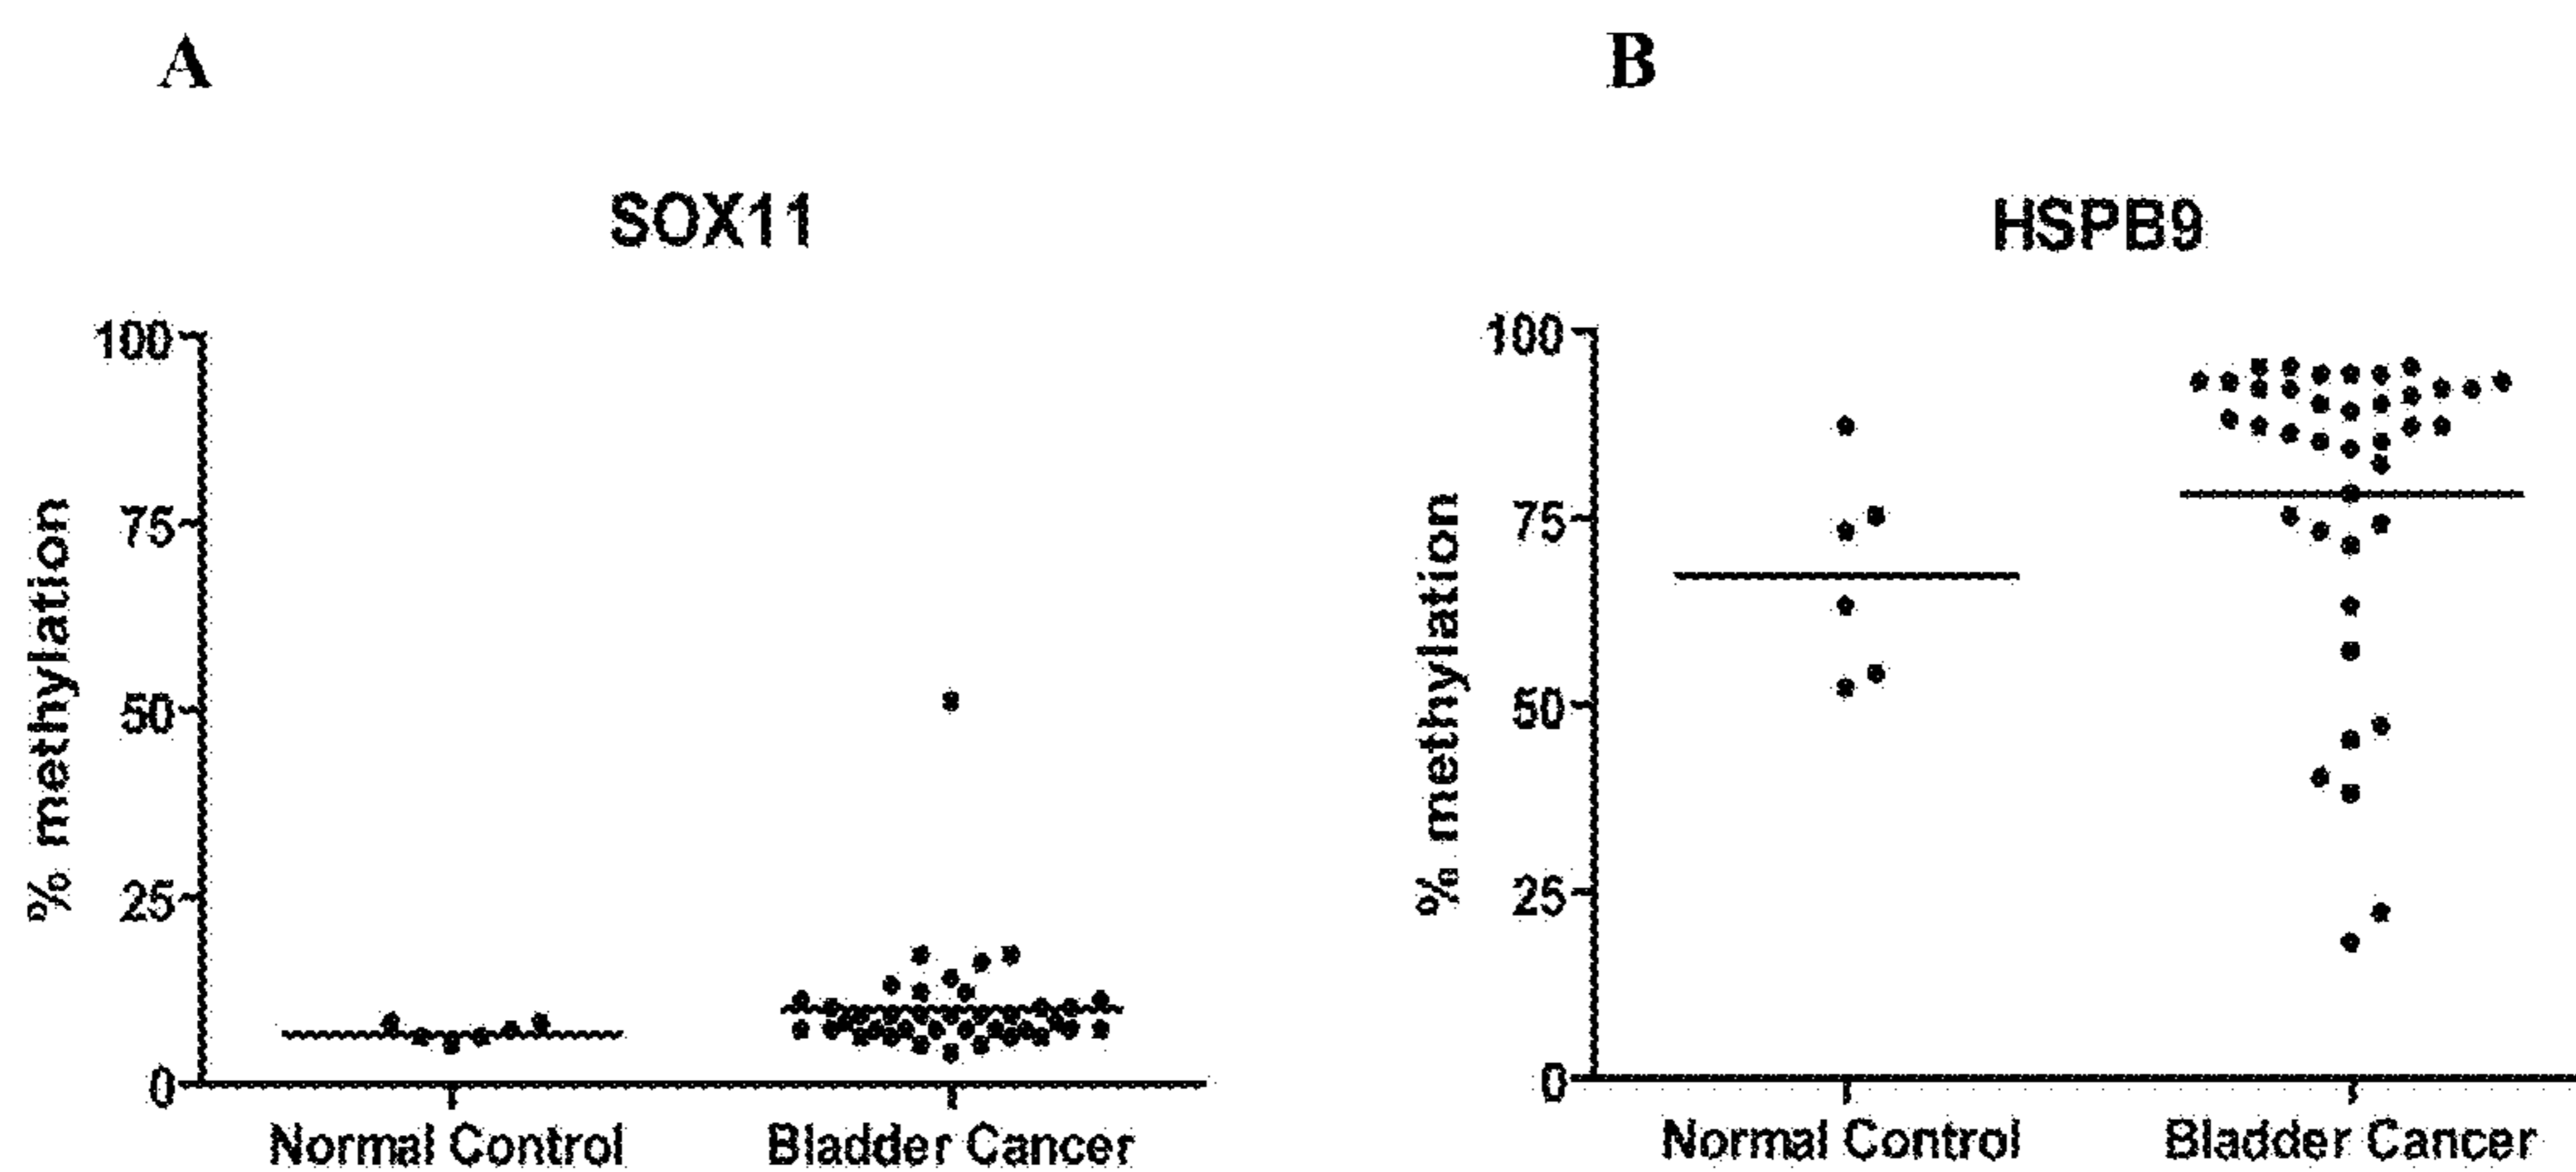 A
SOX11
% methylation
100
75
50
25
0
Normal Control
Bladder Cancer
B
HSPB9
% methylation
100
75
50
25
0
Normal Control
Bladder Cancer